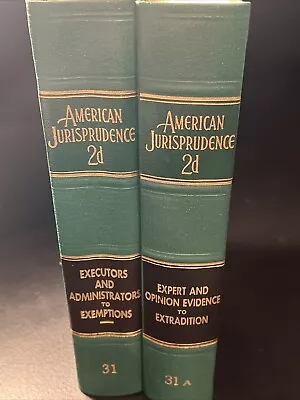 AMERICAN
JURISPRUDENCE
2d
EXECUTORS
AND
ADMINISTRATORS
TO
EXEMPTIONS
31
AMERICAN
JURISPRUDENCE
2d
EXPERT AND
OPINION EVIDENCE
TO
EXTRADITION
31 A